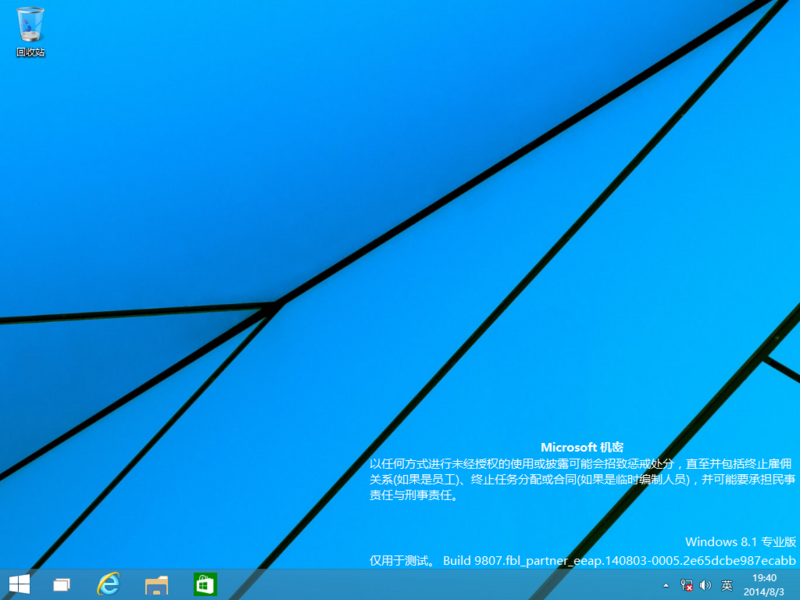 回收站
Microsoft 机密
以任何方式进行未经授权的使用或披露可能会招致惩戒处分，直至并包括终止雇佣
关系(如果是员工)、终止任务分配或合同(如果是临时编制人员)，并可能要承担民事
责任与刑事责任。
Windows 8.1 专业版
仅用于测试。 Build 9807.fbl_partner_eeap.140803-0005.2e65dcbe987ecabb
英
19:40
2014/8/3